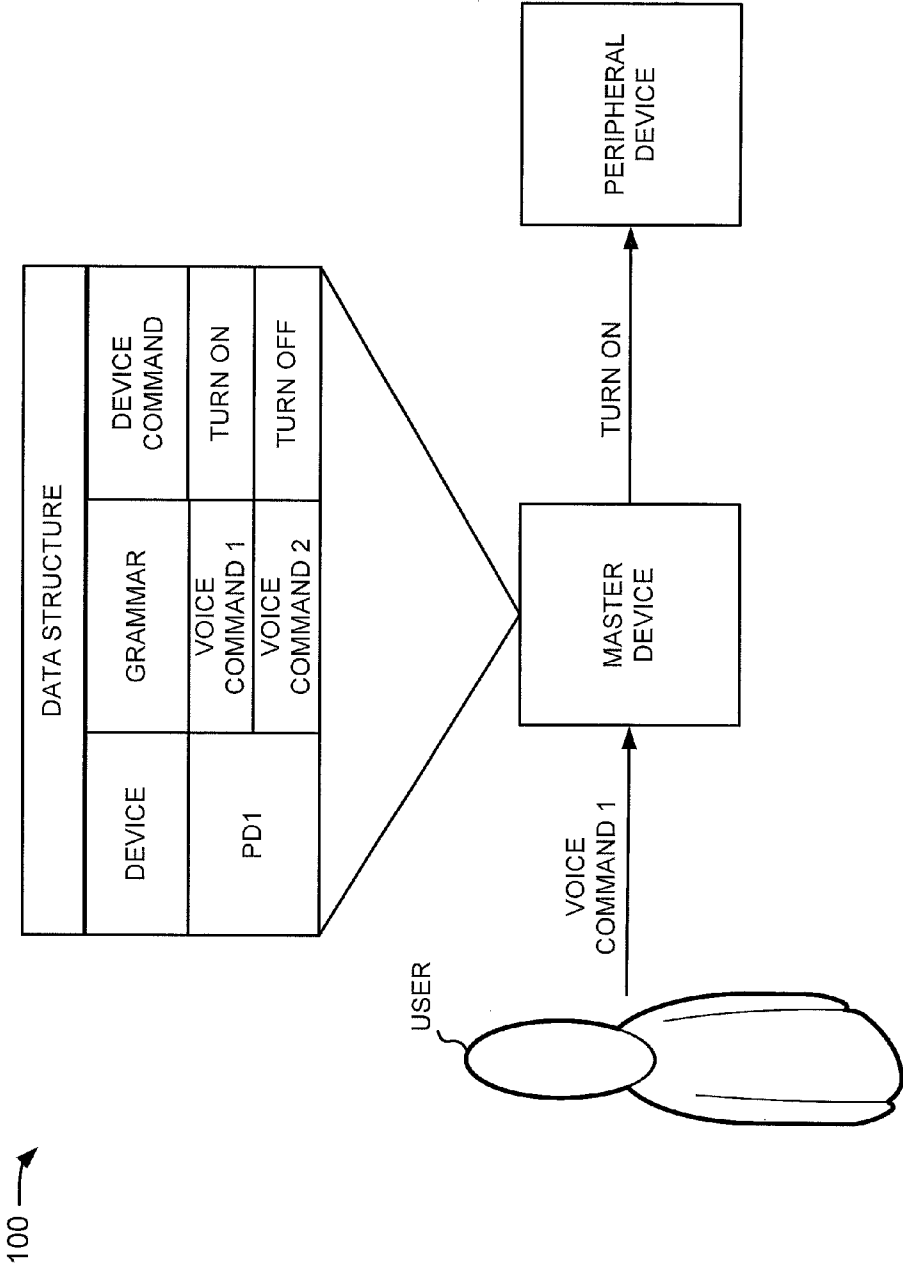 100
DATA STRUCTURE
DEVICE
GRAMMAR
DEVICE
COMMAND
PD1
VOICE
COMMAND 1
TURN ON
VOICE
COMMAND 2
TURN OFF
USER
VOICE
COMMAND 1
MASTER
DEVICE
TURN ON
PERIPHERAL
DEVICE